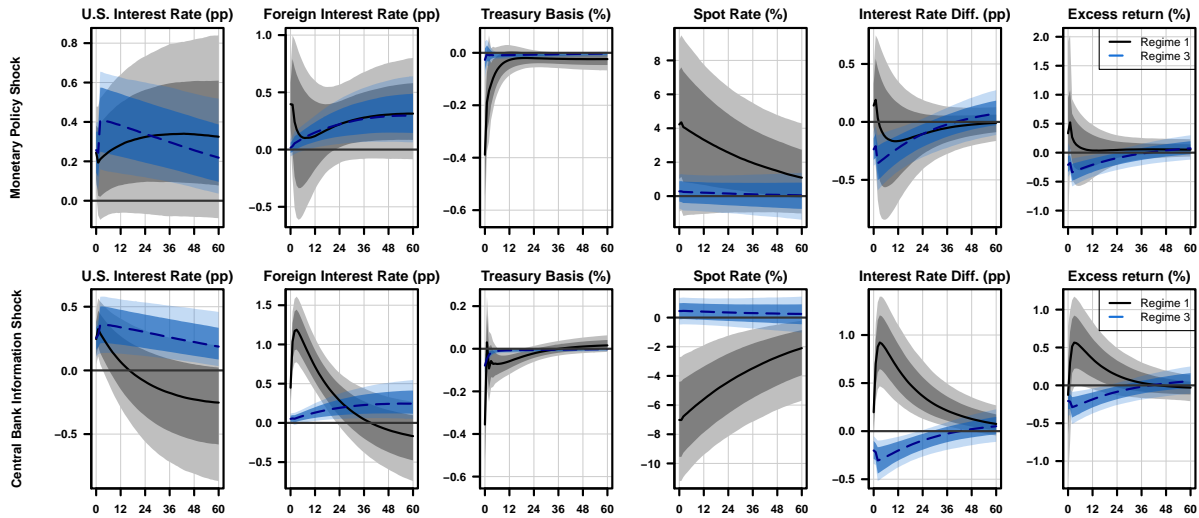 U.S. Interest Rate (pp) Foreign Interest Rate (pp) Treasury Basis (%) Spot Rate (%) Interest Rate Diff. (pp) Excess return (%)
Monetary Policy Shock
0.8
0.6
0.4
0.2
0.0
0 12 24 36 48 60
1.0
0.5
0.0
−0.5
0 12 24 36 48 60
0.0
−0.2
−0.4
−0.6
0 12 24 36 48 60
8
6
4
2
0
0 12 24 36 48 60
0.5
0.0
−0.5
0 12 24 36 48 60
2.0
1.5
1.0
0.5
0.0
−0.5
−1.0
0 12 24 36 48 60
Regime 1
Regime 3
U.S. Interest Rate (pp) Foreign Interest Rate (pp) Treasury Basis (%) Spot Rate (%) Interest Rate Diff. (pp) Excess return (%)
Central Bank Information Shock
0.5
0.0
−0.5
0 12 24 36 48 60
1.5
1.0
0.5
0.0
−0.5
0 12 24 36 48 60
0.2
0.0
−0.2
−0.4
−0.6
0 12 24 36 48 60
0
−2
−4
−6
−8
−10
0 12 24 36 48 60
1.0
0.5
0.0
−0.5
0 12 24 36 48 60
1.0
0.5
0.0
−0.5
−1.0
0 12 24 36 48 60
Regime 1
Regime 3